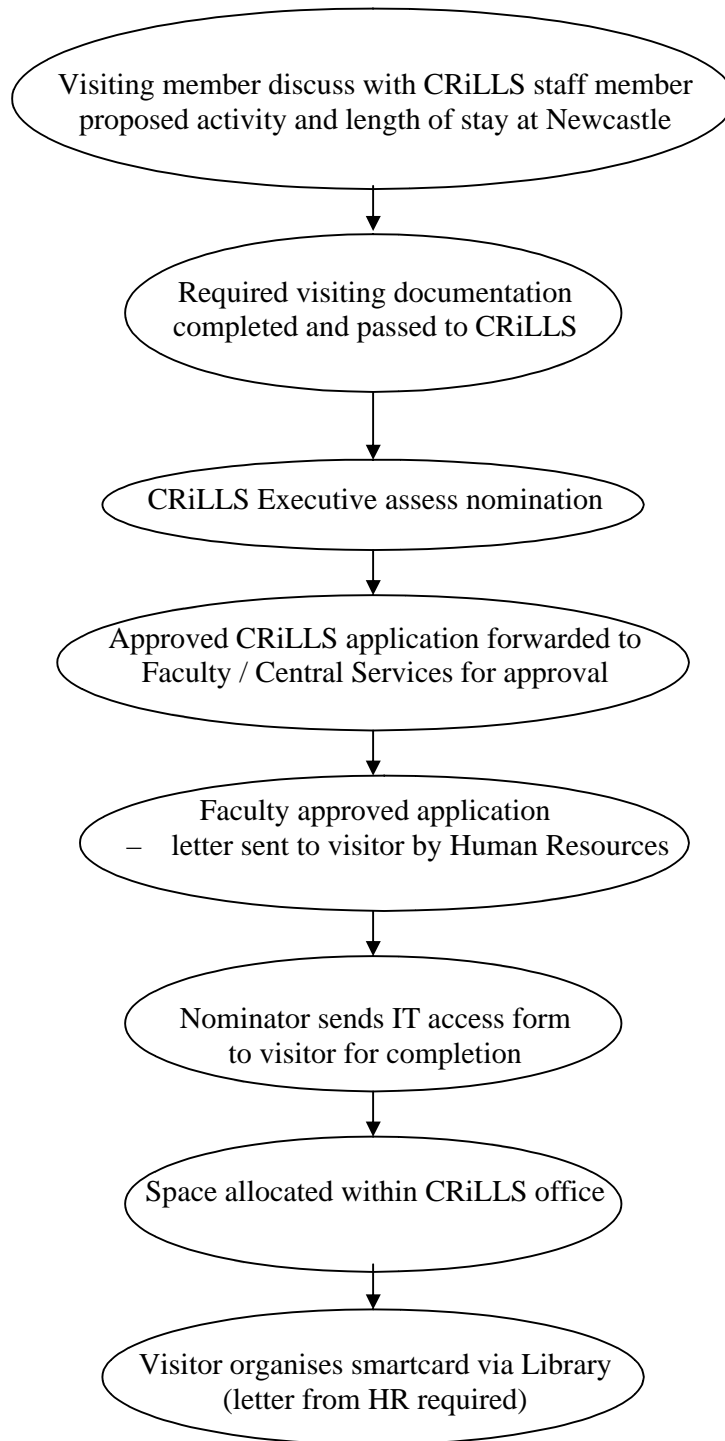 Visiting member discuss with CRiLLS staff member
proposed activity and length of stay at Newcastle
Required visiting documentation
completed and passed to CRiLLS
CRiLLS Executive assess nomination
Approved CRiLLS application forwarded to
Faculty / Central Services for approval
Faculty approved application
– letter sent to visitor by Human Resources
Nominator sends IT access form
to visitor for completion
Space allocated within CRiLLS office
Visitor organises smartcard via Library
(letter from HR required)